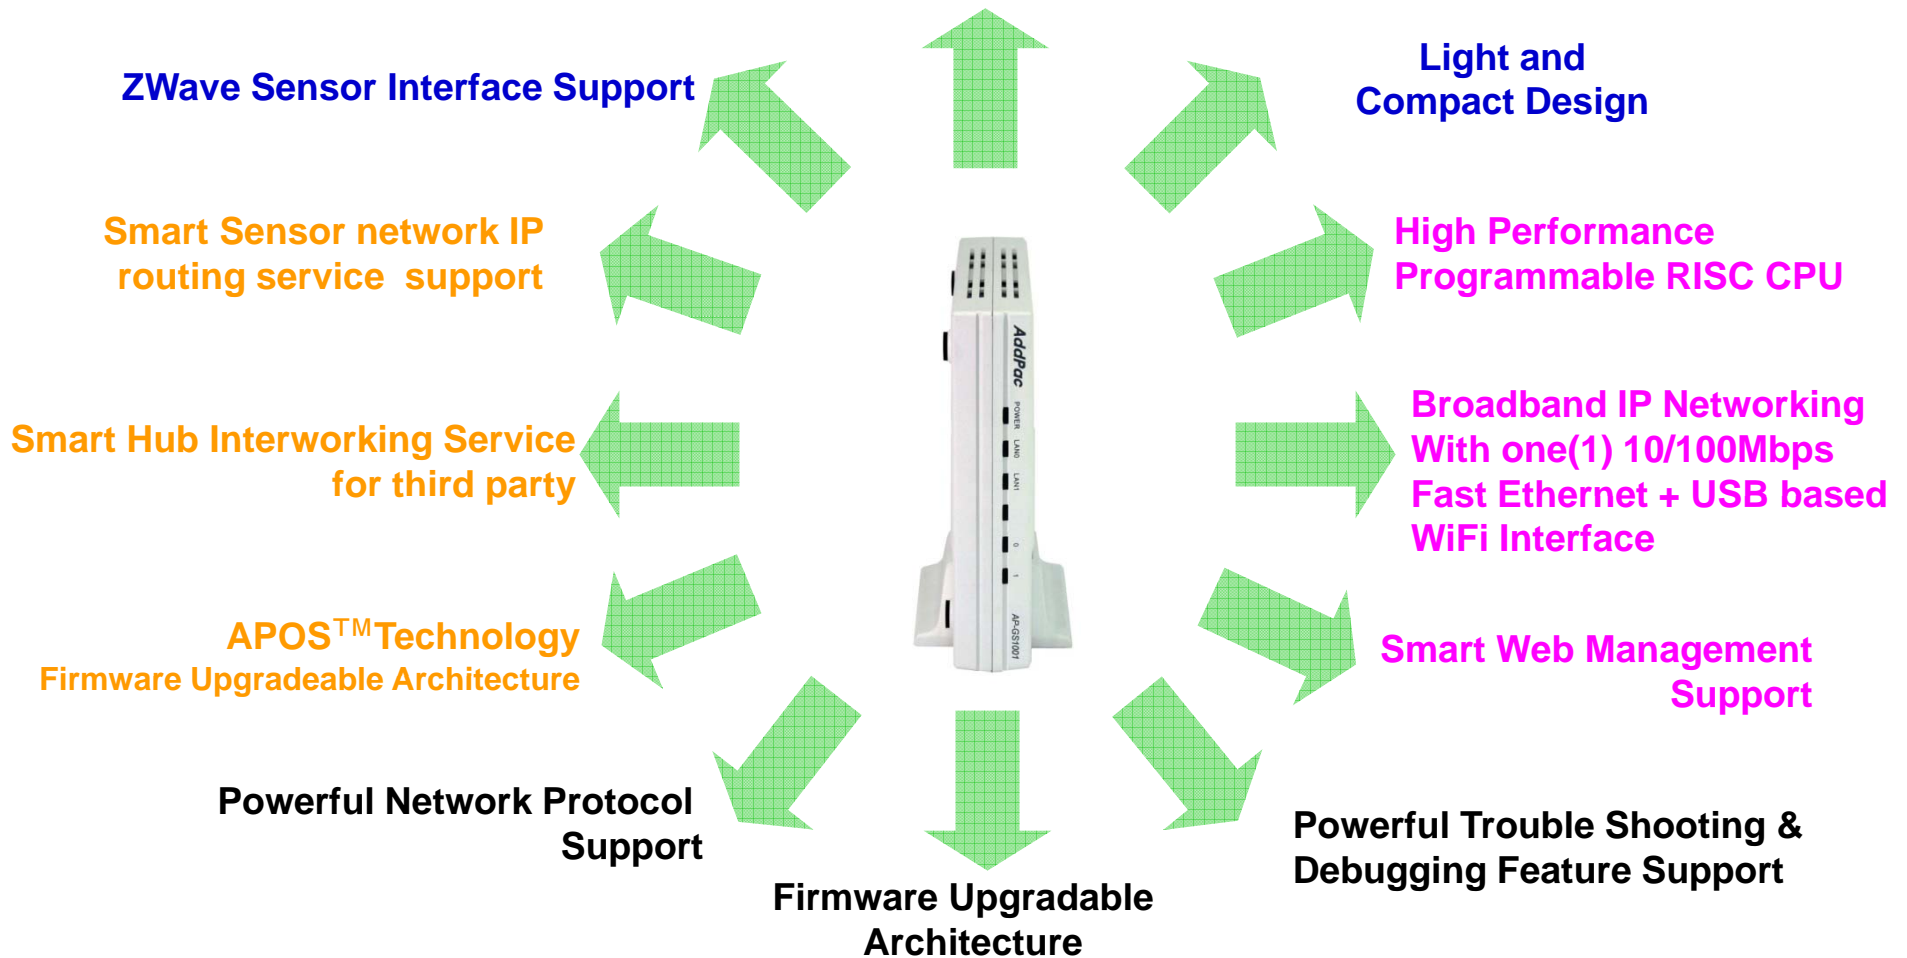 ZWave Sensor Interface Support
Light and
Compact Design
Smart Sensor network IP
routing service  support
High Performance
Programmable RISC CPU
Smart Hub Interworking Service
for third party
Broadband IP Networking
With one(1) 10/100Mbps
Fast Ethernet + USB based
WiFi Interface
APOS™Technology
Firmware Upgradeable Architecture
Smart Web Management
Support
Powerful Network Protocol
Support
Firmware Upgradable
Architecture
Powerful Trouble Shooting &
Debugging Feature Support
AddPac
POWER
LAN0
LAN1
0
1
AP-GS1001